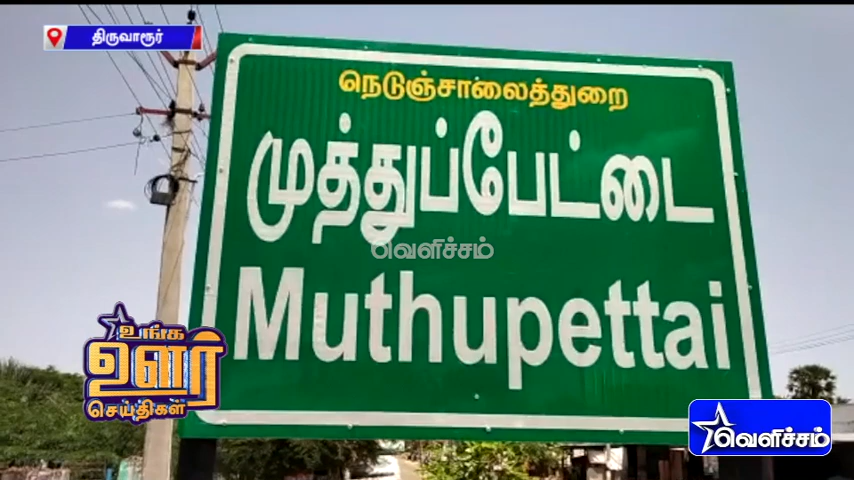 திருவாரூர்
நெடுஞ்சாலைத்துறை
முத்துப்பேட்டை
வெளிச்சம்
Muthupettai
உங்க
ஊர்
செய்திகள்
வெளிச்சம்